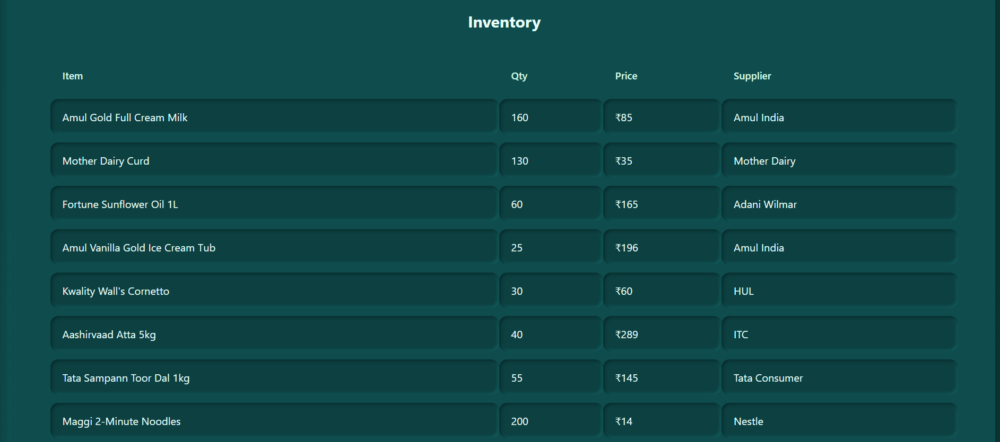 Inventory
Item Qty Price Supplier
Amul Gold Full Cream Milk 160 ₹85 Amul India
Mother Dairy Curd 130 ₹35 Mother Dairy
Fortune Sunflower Oil 1L 60 ₹165 Adani Wilmar
Amul Vanilla Gold Ice Cream Tub 25 ₹196 Amul India
Kwality Wall's Cornetto 30 ₹60 HUL
Aashirvaad Atta 5kg 40 ₹289 ITC
Tata Sampann Toor Dal 1kg 55 ₹145 Tata Consumer
Maggi 2-Minute Noodles 200 ₹14 Nestle